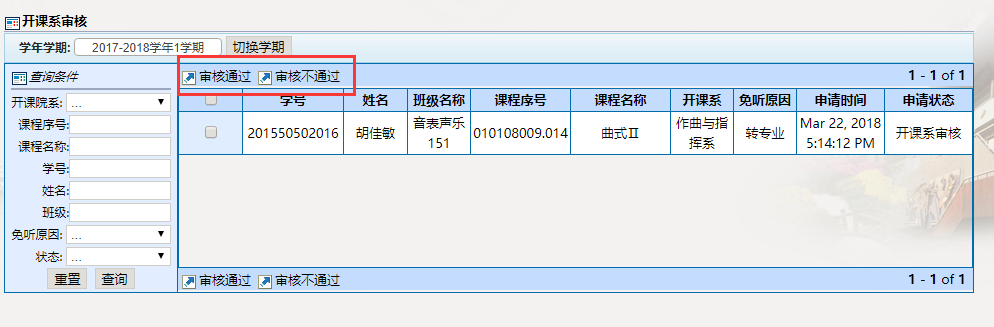 开课系审核
学年学期: 2017-2018学年1学期 切换学期
查询条件
开课院系: ...
课程序号:
课程名称:
学号:
姓名:
班级:
免听原因: ...
状态: ...
重置 查询
审核通过 审核不通过 1 - 1 of 1
学号 姓名 班级名称 课程序号 课程名称 开课系 免听原因 申请时间 申请状态
201550502016 胡佳敏 音表声乐151 010108009.014 曲式Ⅱ 作曲与指挥系 转专业 Mar 22, 2018 5:14:12 PM 开课系审核
审核通过 审核不通过 1 - 1 of 1